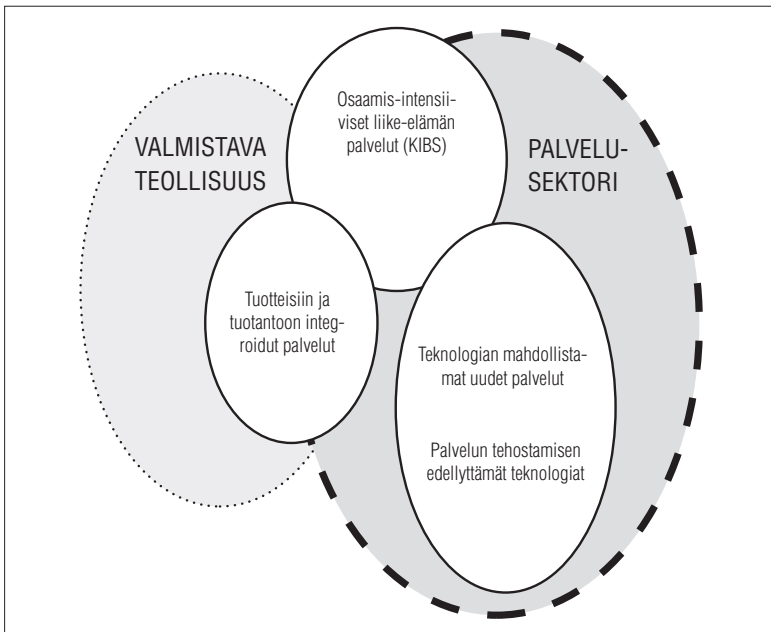 Osaamis-intensii-
viset liike-elämän
palvelut (KIBS)
VALMISTAVA
TEOLLISUUS
PALVELU-
SEKTORI
Tuotteisiin ja
tuotantoon integ-
roidut palvelut
Teknologian mahdollista-
mat uudet palvelut
Palvelun tehostamisen
edellyttämät teknologiat